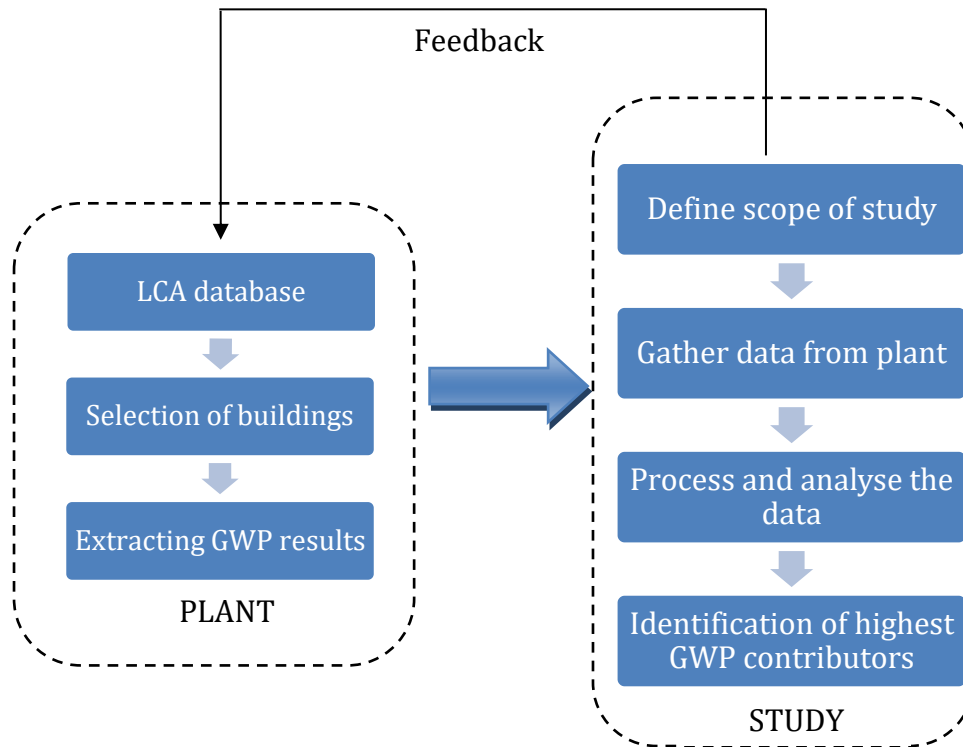 Feedback
LCA database
Selection of buildings
Extracting GWP results
PLANT
Define scope of study
Gather data from plant
Process and analyse the
data
Identification of highest
GWP contributors
STUDY